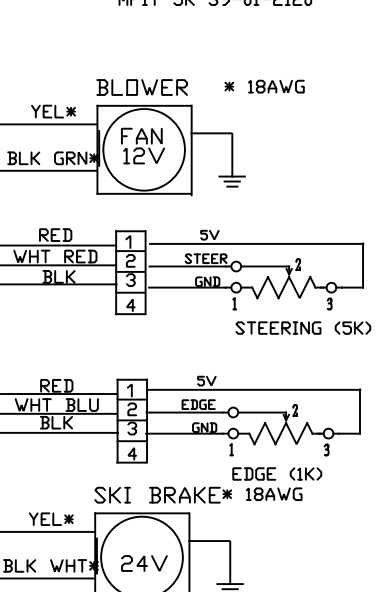 BLOWER * 18AWG
YEL*
FAN
12V
BLK GRN*
RED 1 5V
WHT RED 2 STEER 2
BLK 3 GND
4 1 3
STEERING (5K)
RED 1 5V
WHT BLU 2 EDGE 2
BLK 3 GND
4 1 3
EDGE (1K)
SKI BRAKE* 18AWG
YEL*
BLK WHT*
24V